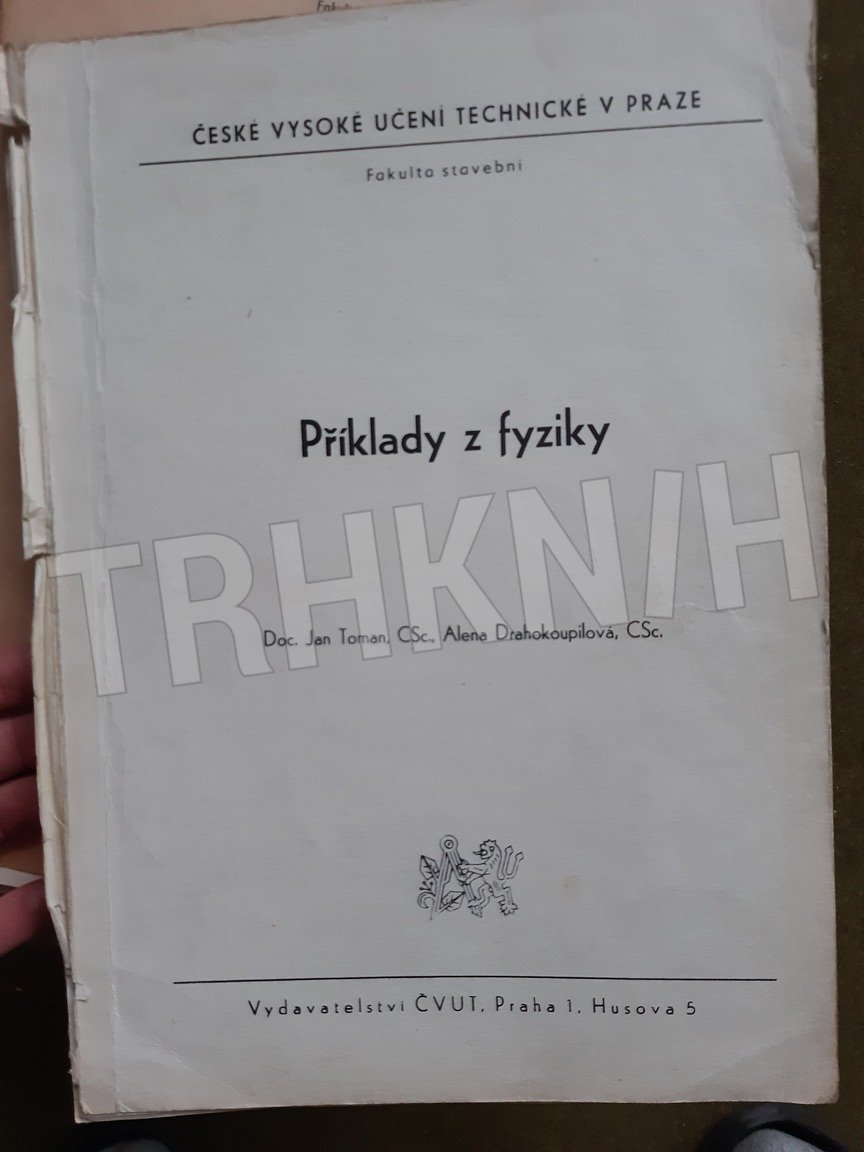 ČESKÉ VYSOKÉ UČENÍ TECHNICKÉ V PRAZE
Fakulta stavební
Příklady z fyziky
TRHKNIH
Doc. Jan Toman, CSc., Alena Drahokoupilová, CSc.
Vydavatelství ČVUT, Praha 1, Husova 5